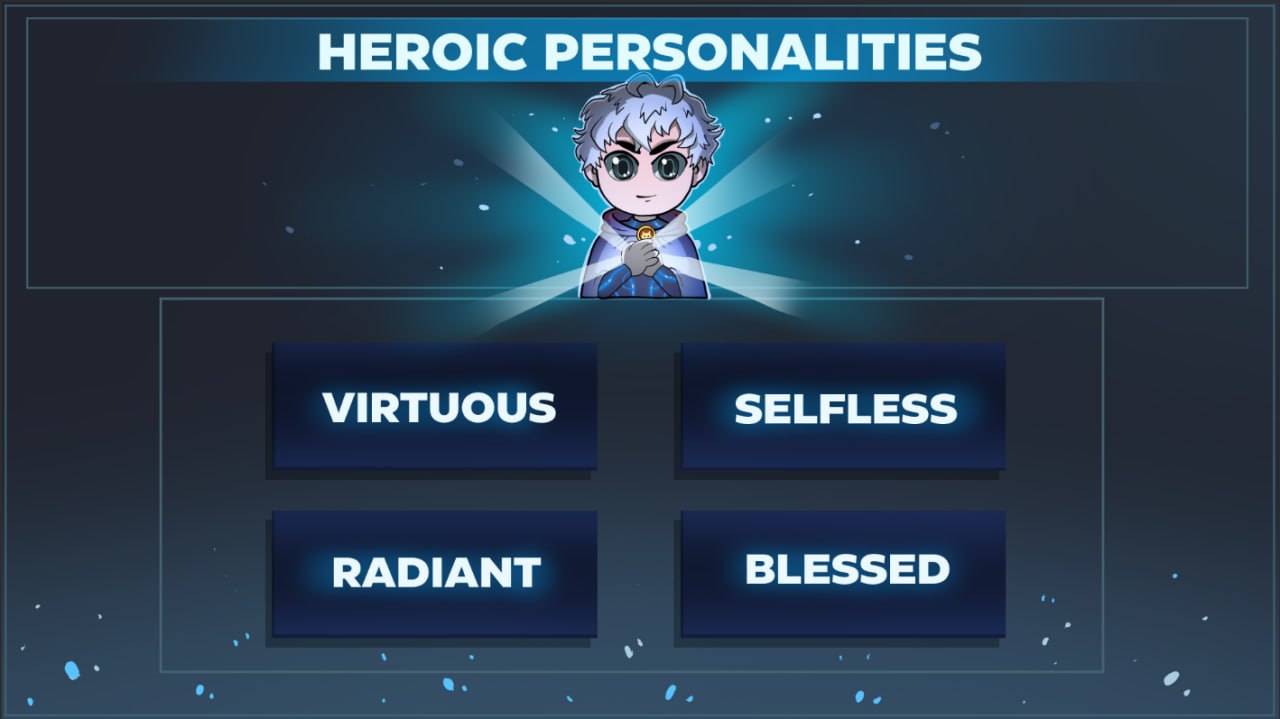 HEROIC PERSONALITIES
VIRTUOUS
SELFLESS
RADIANT
BLESSED